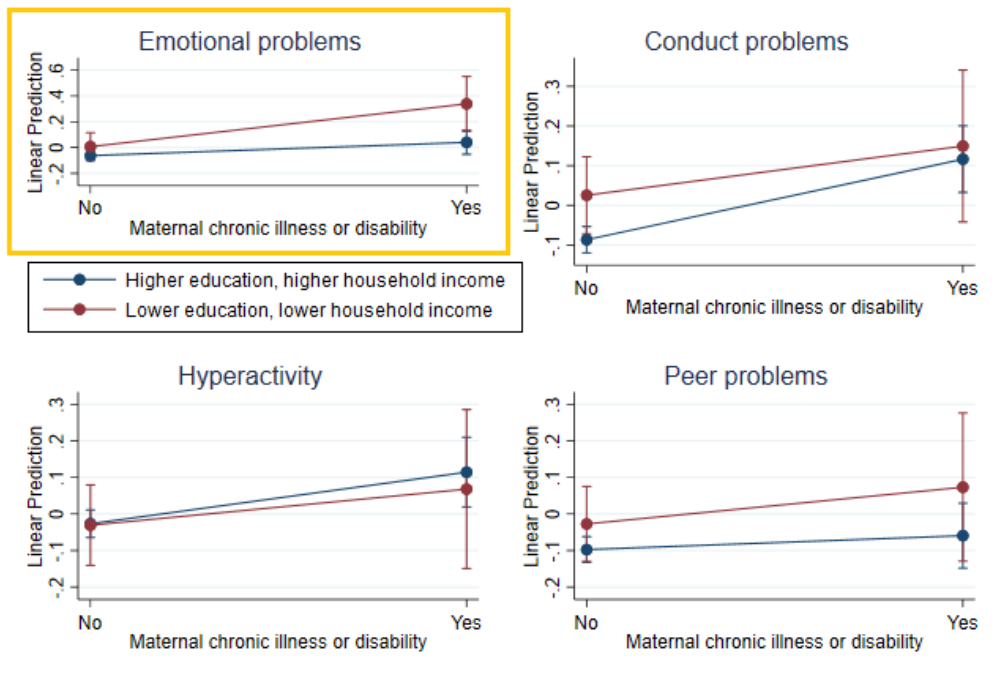 Emotional problems
Linear Prediction
.6
.4
.2
0
-.2
No
Yes
Maternal chronic illness or disability
Conduct problems
Linear Prediction
.3
.2
.1
0
-.1
No
Yes
Maternal chronic illness or disability
Higher education, higher household income
Lower education, lower household income
Hyperactivity
Linear Prediction
.3
.2
.1
0
-.1
-.2
No
Yes
Maternal chronic illness or disability
Peer problems
Linear Prediction
.3
.2
.1
0
-.1
-.2
No
Yes
Maternal chronic illness or disability